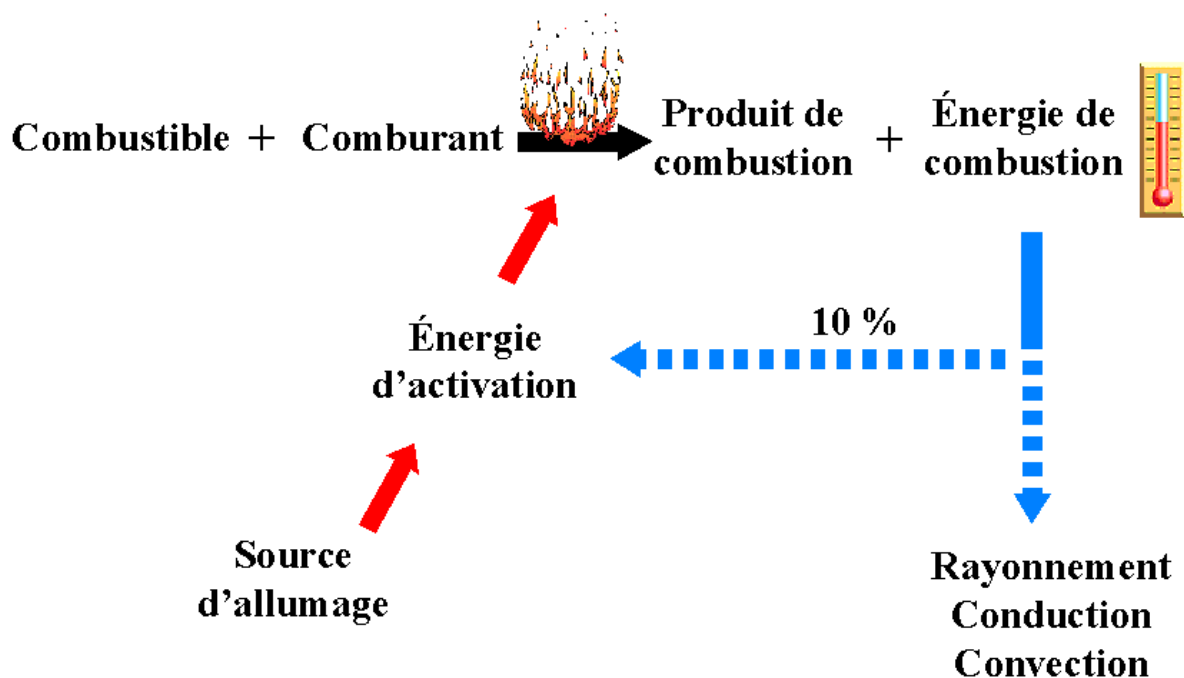 Combustible + Comburant
Produit de
combustion
+
Énergie de
combustion
10 %
Énergie
d’activation
Source
d’allumage
Rayonnement
Conduction
Convection